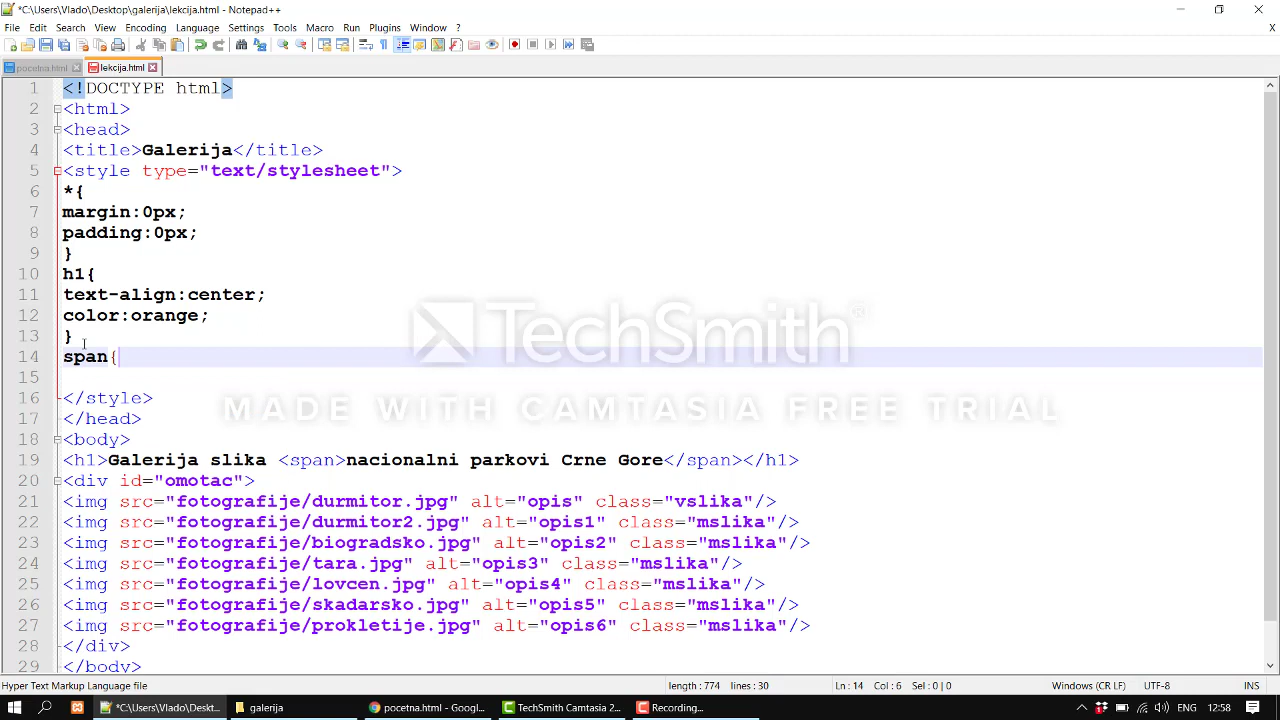 *C:\Users\Vlado\Desktop\galerija\lekcija.html - Notepad++
File Edit Search View Encoding Language Settings Tools Macro Run Plugins Window ?
X
pocetna.html
lekcija.html
1 <!DOCTYPE html>
2 <html>
3 <head>
4 <title>Galerija</title>
5 <style type="text/stylesheet">
6 *{
7 margin:0px;
8 padding:0px;
9 }
10 h1{
11 text-align:center;
12 color:orange;
13 }
14 span{
15
16 </style>
17 </head>
18 <body>
19 <h1>Galerija slika <span>nacionalni parkovi Crne Gore</span></h1>
20 <div id="omotac">
21 <img src="fotografije/durmitor.jpg" alt="opis" class="vslika"/>
22 <img src="fotografije/durmitor2.jpg" alt="opis1" class="mslika"/>
23 <img src="fotografije/biogradsko.jpg" alt="opis2" class="mslika"/>
24 <img src="fotografije/tara.jpg" alt="opis3" class="mslika"/>
25 <img src="fotografije/lovcen.jpg" alt="opis4" class="mslika"/>
26 <img src="fotografije/skadarsko.jpg" alt="opis5" class="mslika"/>
27 <img src="fotografije/prokletije.jpg" alt="opis6" class="mslika"/>
28 </div>
29 </body>
TechSmith®
MADE WITH CAMTASIA FREE TRIAL
Hyper Text Markup Language file length : 774 lines : 30 Ln : 14 Col : 6 Sel : 0 | 0 Windows (CR LF) UTF-8 INS
*C:\Users\Vlado\Deskt... galerija pocetna.html - Googl... TechSmith Camtasia 2... Recording... ENG 12:58